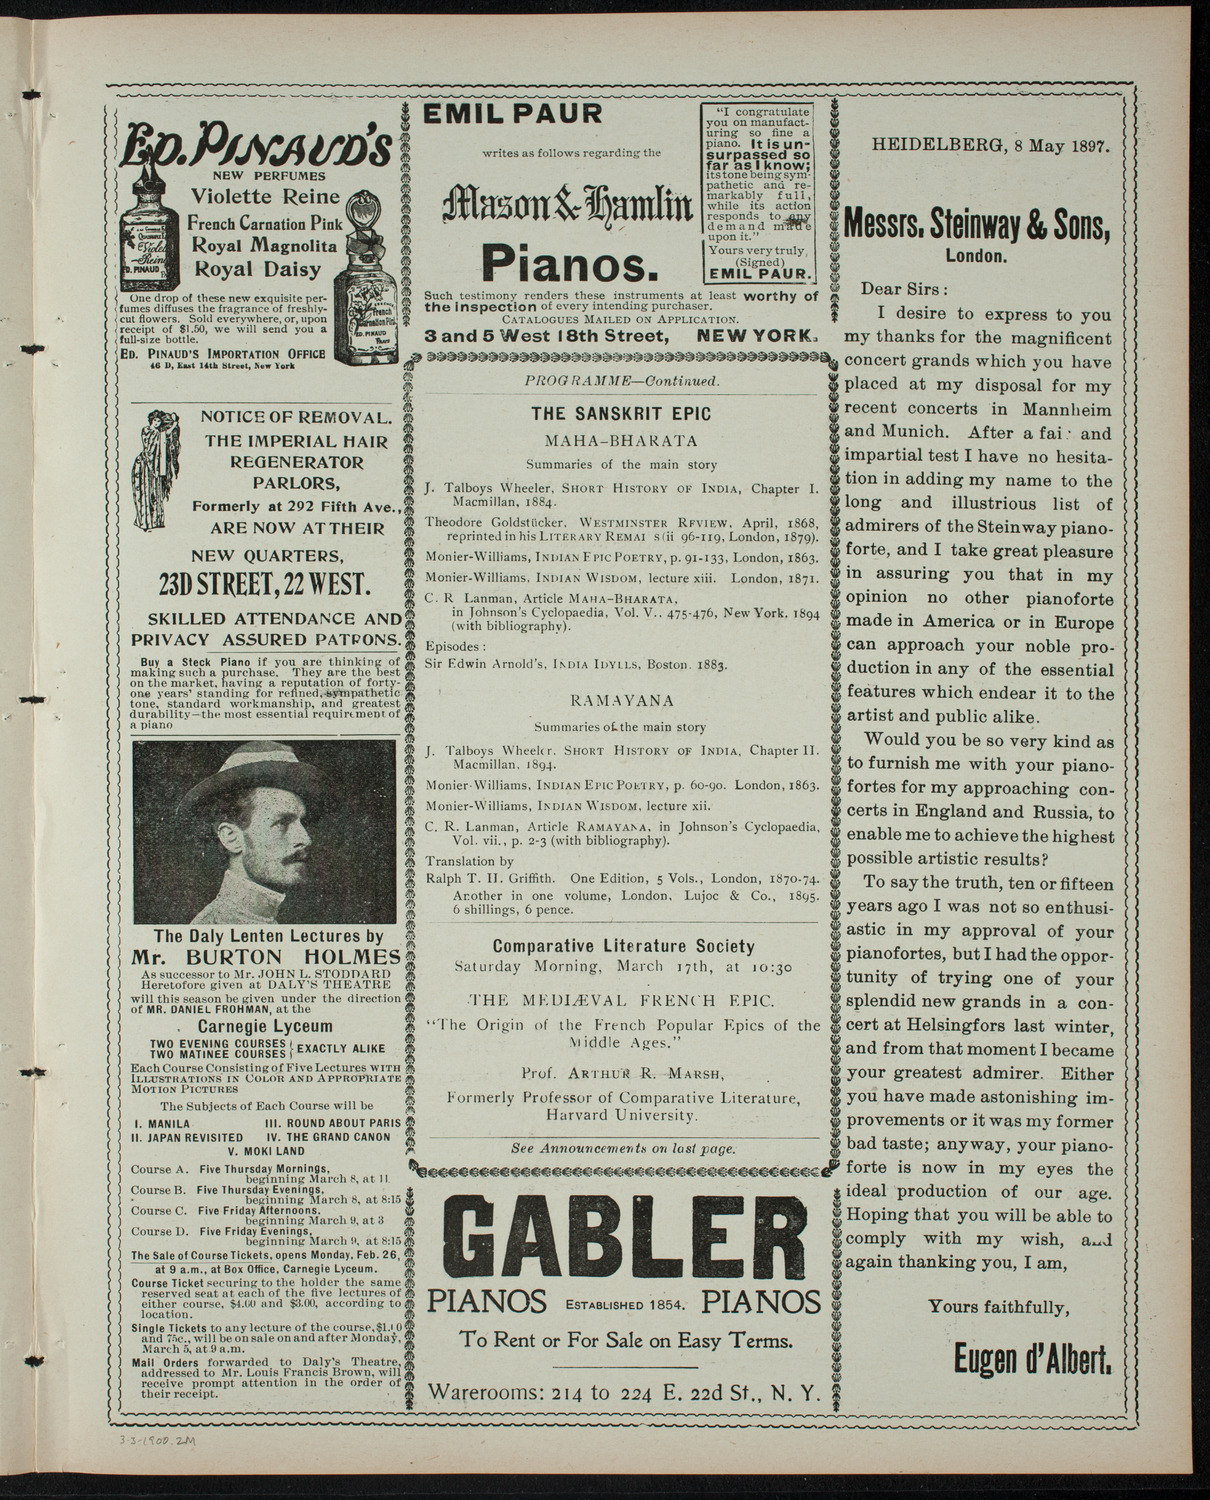 ED. PINAUD'S
NEW PERFUMES
Violette Reine
French Carnation Pink
Royal Magnolita
Royal Daisy
One drop of these new exquisite per-
fumes diffuses the fragrance of freshly-
cut flowers. Sold everywhere, or, upon
receipt of $1.50, we will send you a
full-size bottle.
ED. PINAUD'S IMPORTATION OFFICE
46 D, East 14th Street, New York
NOTICE OF REMOVAL.
THE IMPERIAL HAIR
REGENERATOR
PARLORS,
Formerly at 292 Fifth Ave.,
ARE NOW AT THEIR
NEW QUARTERS,
23D STREET, 22 WEST.
SKILLED ATTENDANCE AND
PRIVACY ASSURED PATRONS.
Buy a Steck Piano if you are thinking of
making such a purchase. They are the best
on the market, having a reputation of forty-
one years' standing for refined, sympathetic
tone, standard workmanship, and greatest
durability—the most essential requirement of
a piano
The Daly Lenten Lectures by
Mr. BURTON HOLMES
As successor to Mr. JOHN L. STODDARD
Heretofore given at DALY'S THEATRE
will this season be given under the direction
of MR. DANIEL FROHMAN, at the
Carnegie Lyceum
TWO EVENING COURSES
TWO MATINEE COURSES } EXACTLY ALIKE
Each Course Consisting of Five Lectures WITH
ILLUSTRATIONS IN COLOR AND APPROPRIATE
MOTION PICTURES
The Subjects of Each Course will be
I. MANILA III. ROUND ABOUT PARIS
II. JAPAN REVISITED IV. THE GRAND CANON
V. MOKI LAND
Course A. Five Thursday Mornings,
beginning March 8, at 11
Course B. Five Thursday Evenings,
beginning March 8, at 8:15
Course C. Five Friday Afternoons,
beginning March 9, at 3
Course D. Five Friday Evenings,
beginning March 9, at 8:15
The Sale of Course Tickets, opens Monday, Feb. 26,
at 9 a.m., at Box Office, Carnegie Lyceum.
Course Ticket securing to the holder the same
reserved seat at each of the five lectures of
either course, $4.00 and $3.00, according to
location.
Single Tickets to any lecture of the course, $1.00
and 75c., will be on sale on and after Monday,
March 5, at 9 a.m.
Mail Orders forwarded to Daly's Theatre,
addressed to Mr. Louis Francis Brown, will
receive prompt attention in the order of
their receipt.
EMIL PAUR
writes as follows regarding the
Mason & Hamlin
Pianos.
"I congratulate
you on manufact-
uring so fine a
piano. It is un-
surpassed so
far as I know;
its tone being sym-
pathetic and re-
markably full,
while its action
responds to any
demand made
upon it."
Yours very truly,
(Signed)
EMIL PAUR.
Such testimony renders these instruments at least worthy of
the inspection of every intending purchaser.
CATALOGUES MAILED ON APPLICATION.
3 and 5 West 18th Street, NEW YORK.
PROGRAMME—Continued.
THE SANSKRIT EPIC
MAHA-BHARATA
Summaries of the main story
J. Talboys Wheeler, SHORT HISTORY OF INDIA, Chapter I.
Macmillan, 1884.
Theodore Goldstücker. WESTMINSTER REVIEW. April, 1868,
reprinted in his LITERARY REMAI s (ii 96-119, London, 1879).
Monier-Williams, INDIAN EPIC POETRY, p. 91-133, London, 1863.
Monier-Williams, INDIAN WISDOM, lecture xiii. London, 1871.
C. R Lanman, Article MAHA-BHARATA,
in Johnson's Cyclopaedia, Vol. V., 475-476, New York, 1894
(with bibliography).
Episodes :
Sir Edwin Arnold's, INDIA IDYLLS, Boston. 1883.
RAMAYANA
Summaries of the main story
J. Talboys Wheeler. SHORT HISTORY OF INDIA, Chapter II.
Macmillan, 1894.
Monier-Williams, INDIAN EPIC POETRY, p. 60-90. London, 1863.
Monier-Williams, INDIAN WISDOM, lecture xii.
C. R. Lanman, Article RAMAYANA, in Johnson's Cyclopaedia,
Vol. vii., p. 2-3 (with bibliography).
Translation by
Ralph T. H. Griffith. One Edition, 5 Vols., London, 1870-74.
Another in one volume, London, Lujoc & Co., 1895.
6 shillings, 6 pence.
Comparative Literature Society
Saturday Morning, March 17th, at 10:30
THE MEDIÆVAL FRENCH EPIC.
"The Origin of the French Popular Epics of the
Middle Ages."
Prof. ARTHUR R. MARSH,
Formerly Professor of Comparative Literature,
Harvard University.
See Announcements on last page.
GABLER
PIANOS ESTABLISHED 1854. PIANOS
To Rent or For Sale on Easy Terms.
Warerooms: 214 to 224 E. 22d St., N. Y.
HEIDELBERG, 8 May 1897.
Messrs. Steinway & Sons,
London.
Dear Sirs :
I desire to express to you
my thanks for the magnificent
concert grands which you have
placed at my disposal for my
recent concerts in Mannheim
and Munich. After a fai and
impartial test I have no hesita-
tion in adding my name to the
long and illustrious list of
admirers of the Steinway piano-
forte, and I take great pleasure
in assuring you that in my
opinion no other pianoforte
made in America or in Europe
can approach your noble pro-
duction in any of the essential
features which endear it to the
artist and public alike.
Would you be so very kind as
to furnish me with your piano-
fortes for my approaching con-
certs in England and Russia, to
enable me to achieve the highest
possible artistic results?
To say the truth, ten or fifteen
years ago I was not so enthusi-
astic in my approval of your
pianofortes, but I had the oppor-
tunity of trying one of your
splendid new grands in a con-
cert at Helsingfors last winter,
and from that moment I became
your greatest admirer. Either
you have made astonishing im-
provements or it was my former
bad taste; anyway, your piano-
forte is now in my eyes the
ideal production of our age.
Hoping that you will be able to
comply with my wish, and
again thanking you, I am,
Yours faithfully,
Eugen d'Albert.
3-3-1900.2M